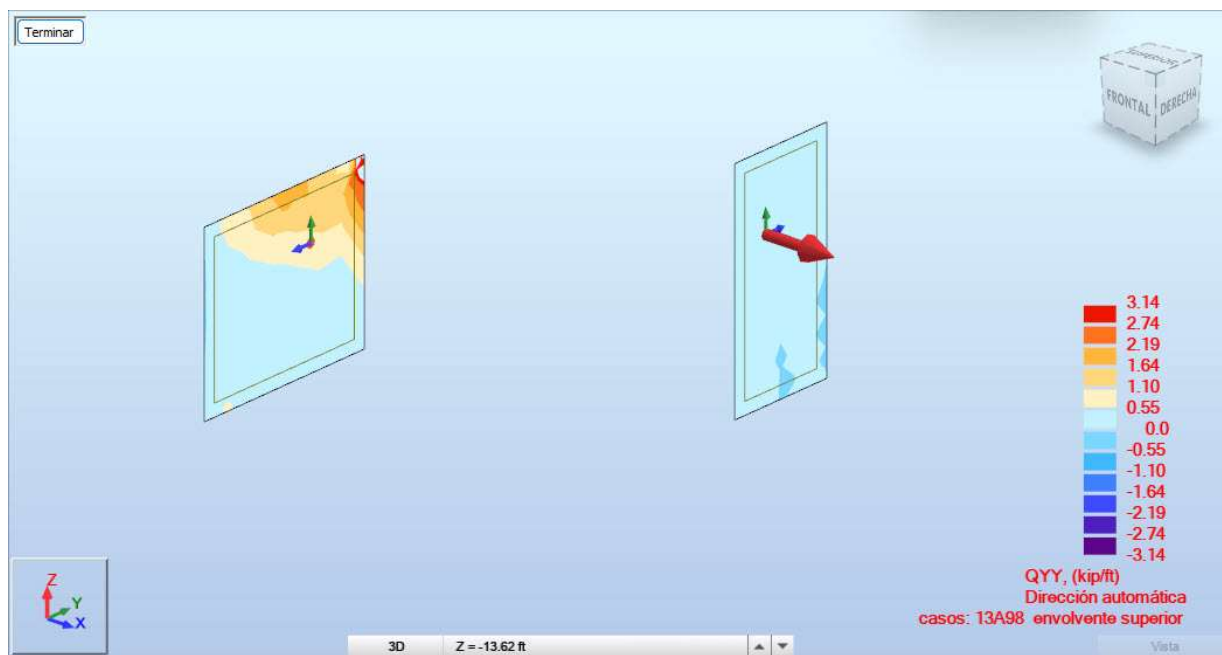 Terminar
SUPERIOR
FRONTAL
DERECHA
3.14
2.74
2.19
1.64
1.10
0.55
0.0
-0.55
-1.10
-1.64
-2.19
-2.74
-3.14
QYY, (kip/ft)
Dirección automática
casos: 13A98 envolvente superior
Z
Y
X
3D
Z = -13.62 ft
Vista